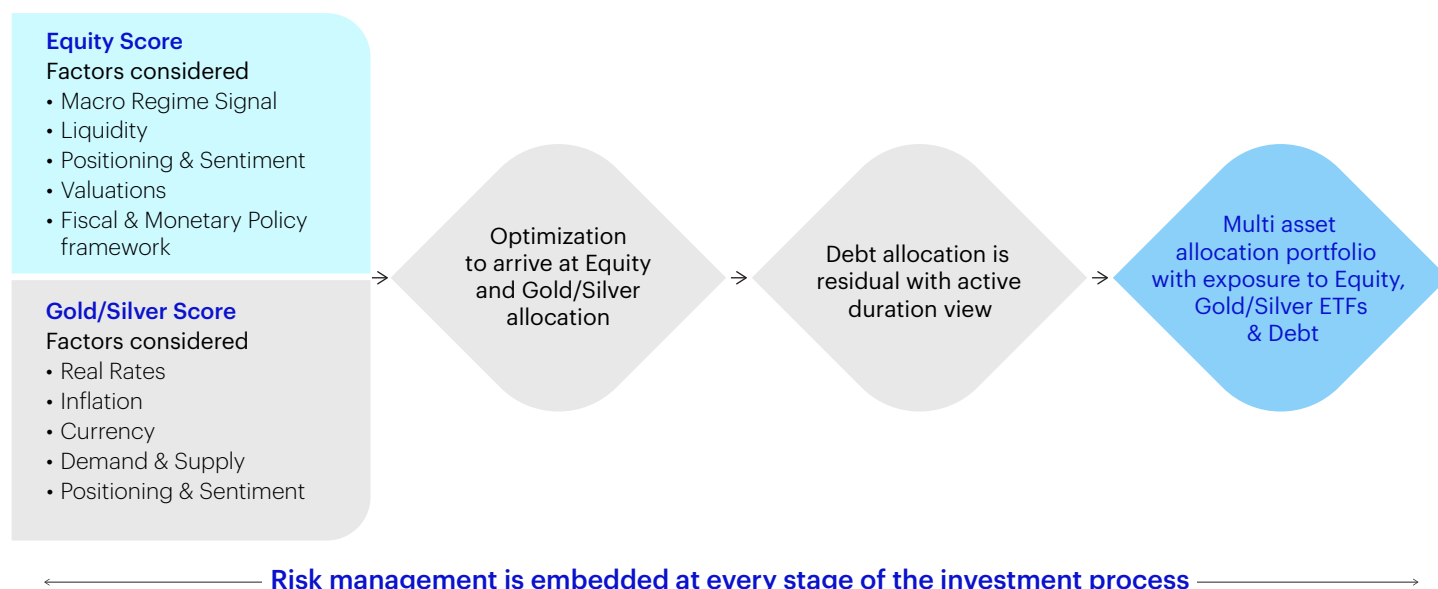 Equity Score
Factors considered
• Macro Regime Signal
• Liquidity
• Positioning & Sentiment
• Valuations
• Fiscal & Monetary Policy
framework
Gold/Silver Score
Factors considered
• Real Rates
• Inflation
• Currency
• Demand & Supply
• Positioning & Sentiment
Optimization
to arrive at Equity
and Gold/Silver
allocation
Debt allocation is
residual with active
duration view
Multi asset
allocation portfolio
with exposure to Equity,
Gold/Silver ETFs
& Debt
Risk management is embedded at every stage of the investment process